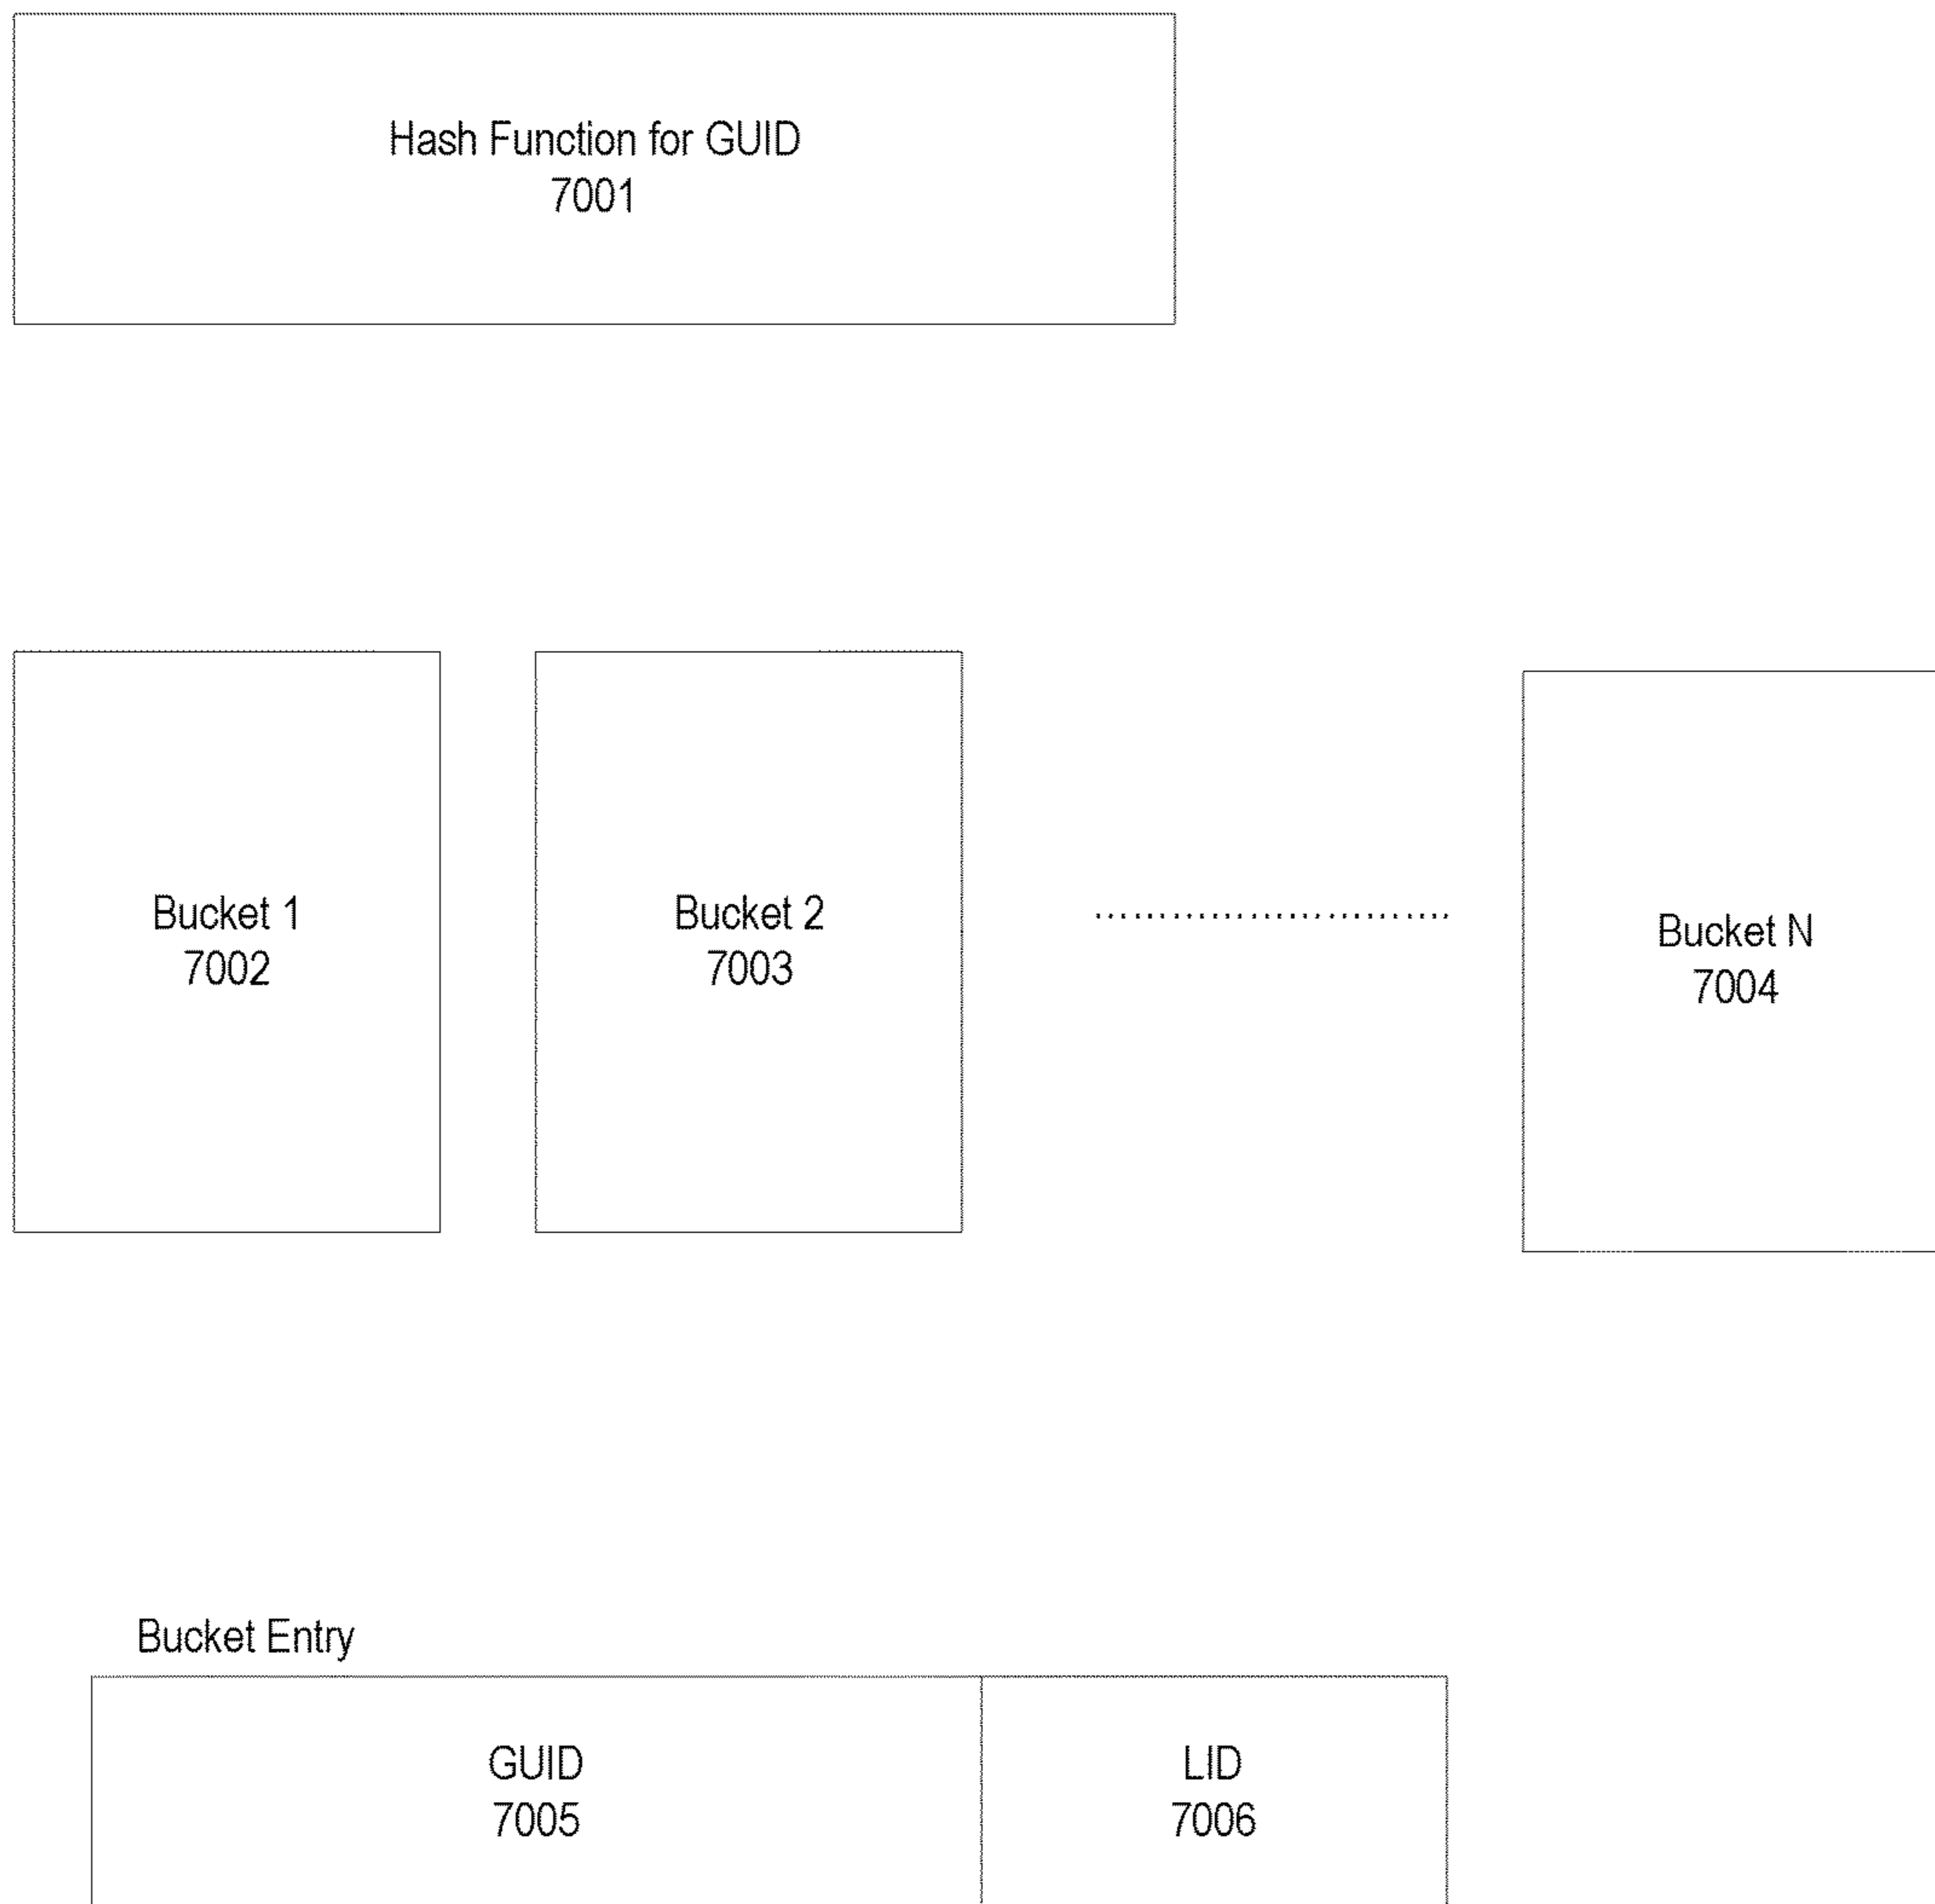 Hash Function for GUID
7001
Bucket 1
7002
Bucket 2
7003
Bucket N
7004
Bucket Entry
GUID
7005
LID
7006